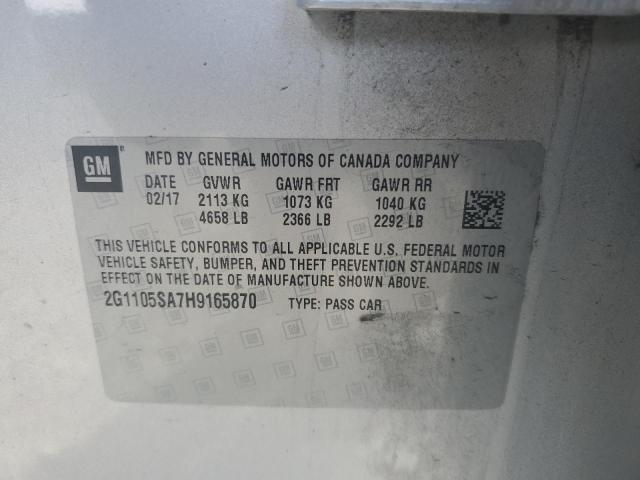 GM
MFD BY GENERAL MOTORS OF CANADA COMPANY
DATE GVWR GAWR FRT GAWR RR
02/17 2113 KG 1073 KG 1040 KG
4658 LB 2366 LB 2292 LB
THIS VEHICLE CONFORMS TO ALL APPLICABLE U.S. FEDERAL MOTOR
VEHICLE SAFETY, BUMPER, AND THEFT PREVENTION STANDARDS
IN EFFECT ON THE DATE OF MANUFACTURE SHOWN ABOVE.
2G1105SA7H9165870 TYPE: PASS CAR